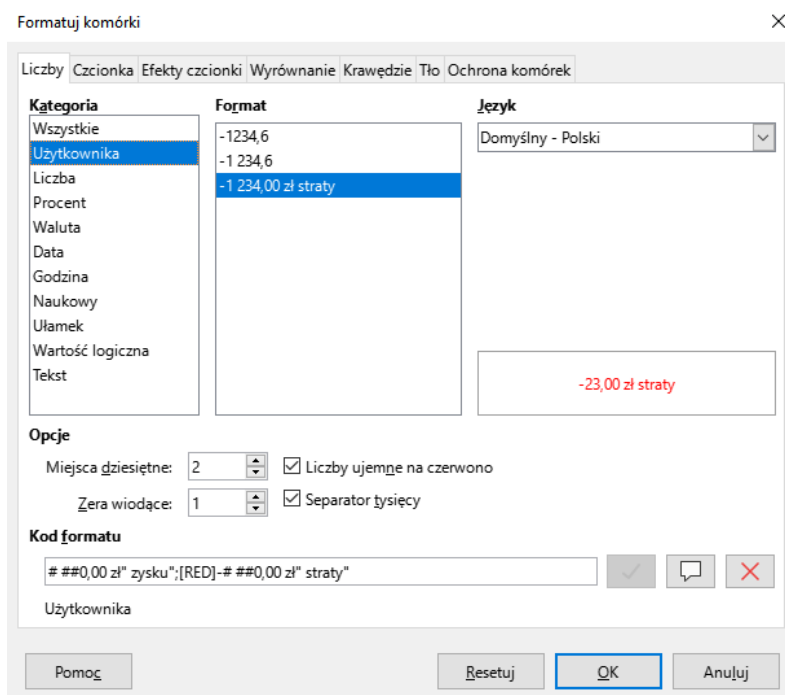 Formatuj komórki
Liczby Czcionka Efekty czcionki Wyrównanie Krawędzie Tło Ochrona komórek
Kategoria
Wszystkie
Użytkownika
Liczba
Procent
Waluta
Data
Godzina
Naukowy
Ułamek
Wartość logiczna
Tekst
Format
-1234,6
-1 234,6
-1 234,00 zł straty
Język
Domyślny - Polski
-23,00 zł straty
Opcje
Miejsca dziesiętne: 2
Liczby ujemne na czerwono
Zera wiodące: 1
Separator tysięcy
Kod formatu
# ##0,00 zł" zysku";[RED]-# ##0,00 zł" straty"
Użytkownika
Pomoc
Resetuj
OK
Anuluj